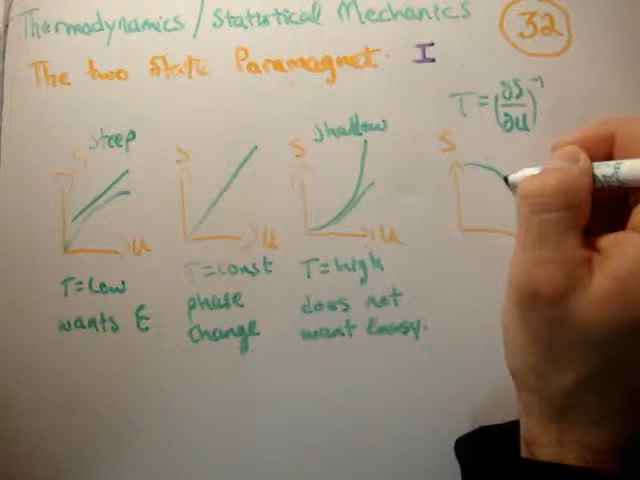 Thermodynamics / Statistical Mechanics
32
The two State Paramagnet I
T = (∂S/∂U)⁻¹
Steep
Shallow
S
S
S
S
U
U
U
T=Low
wants E
T=const
phase
change
T=high
does not
want Energy.